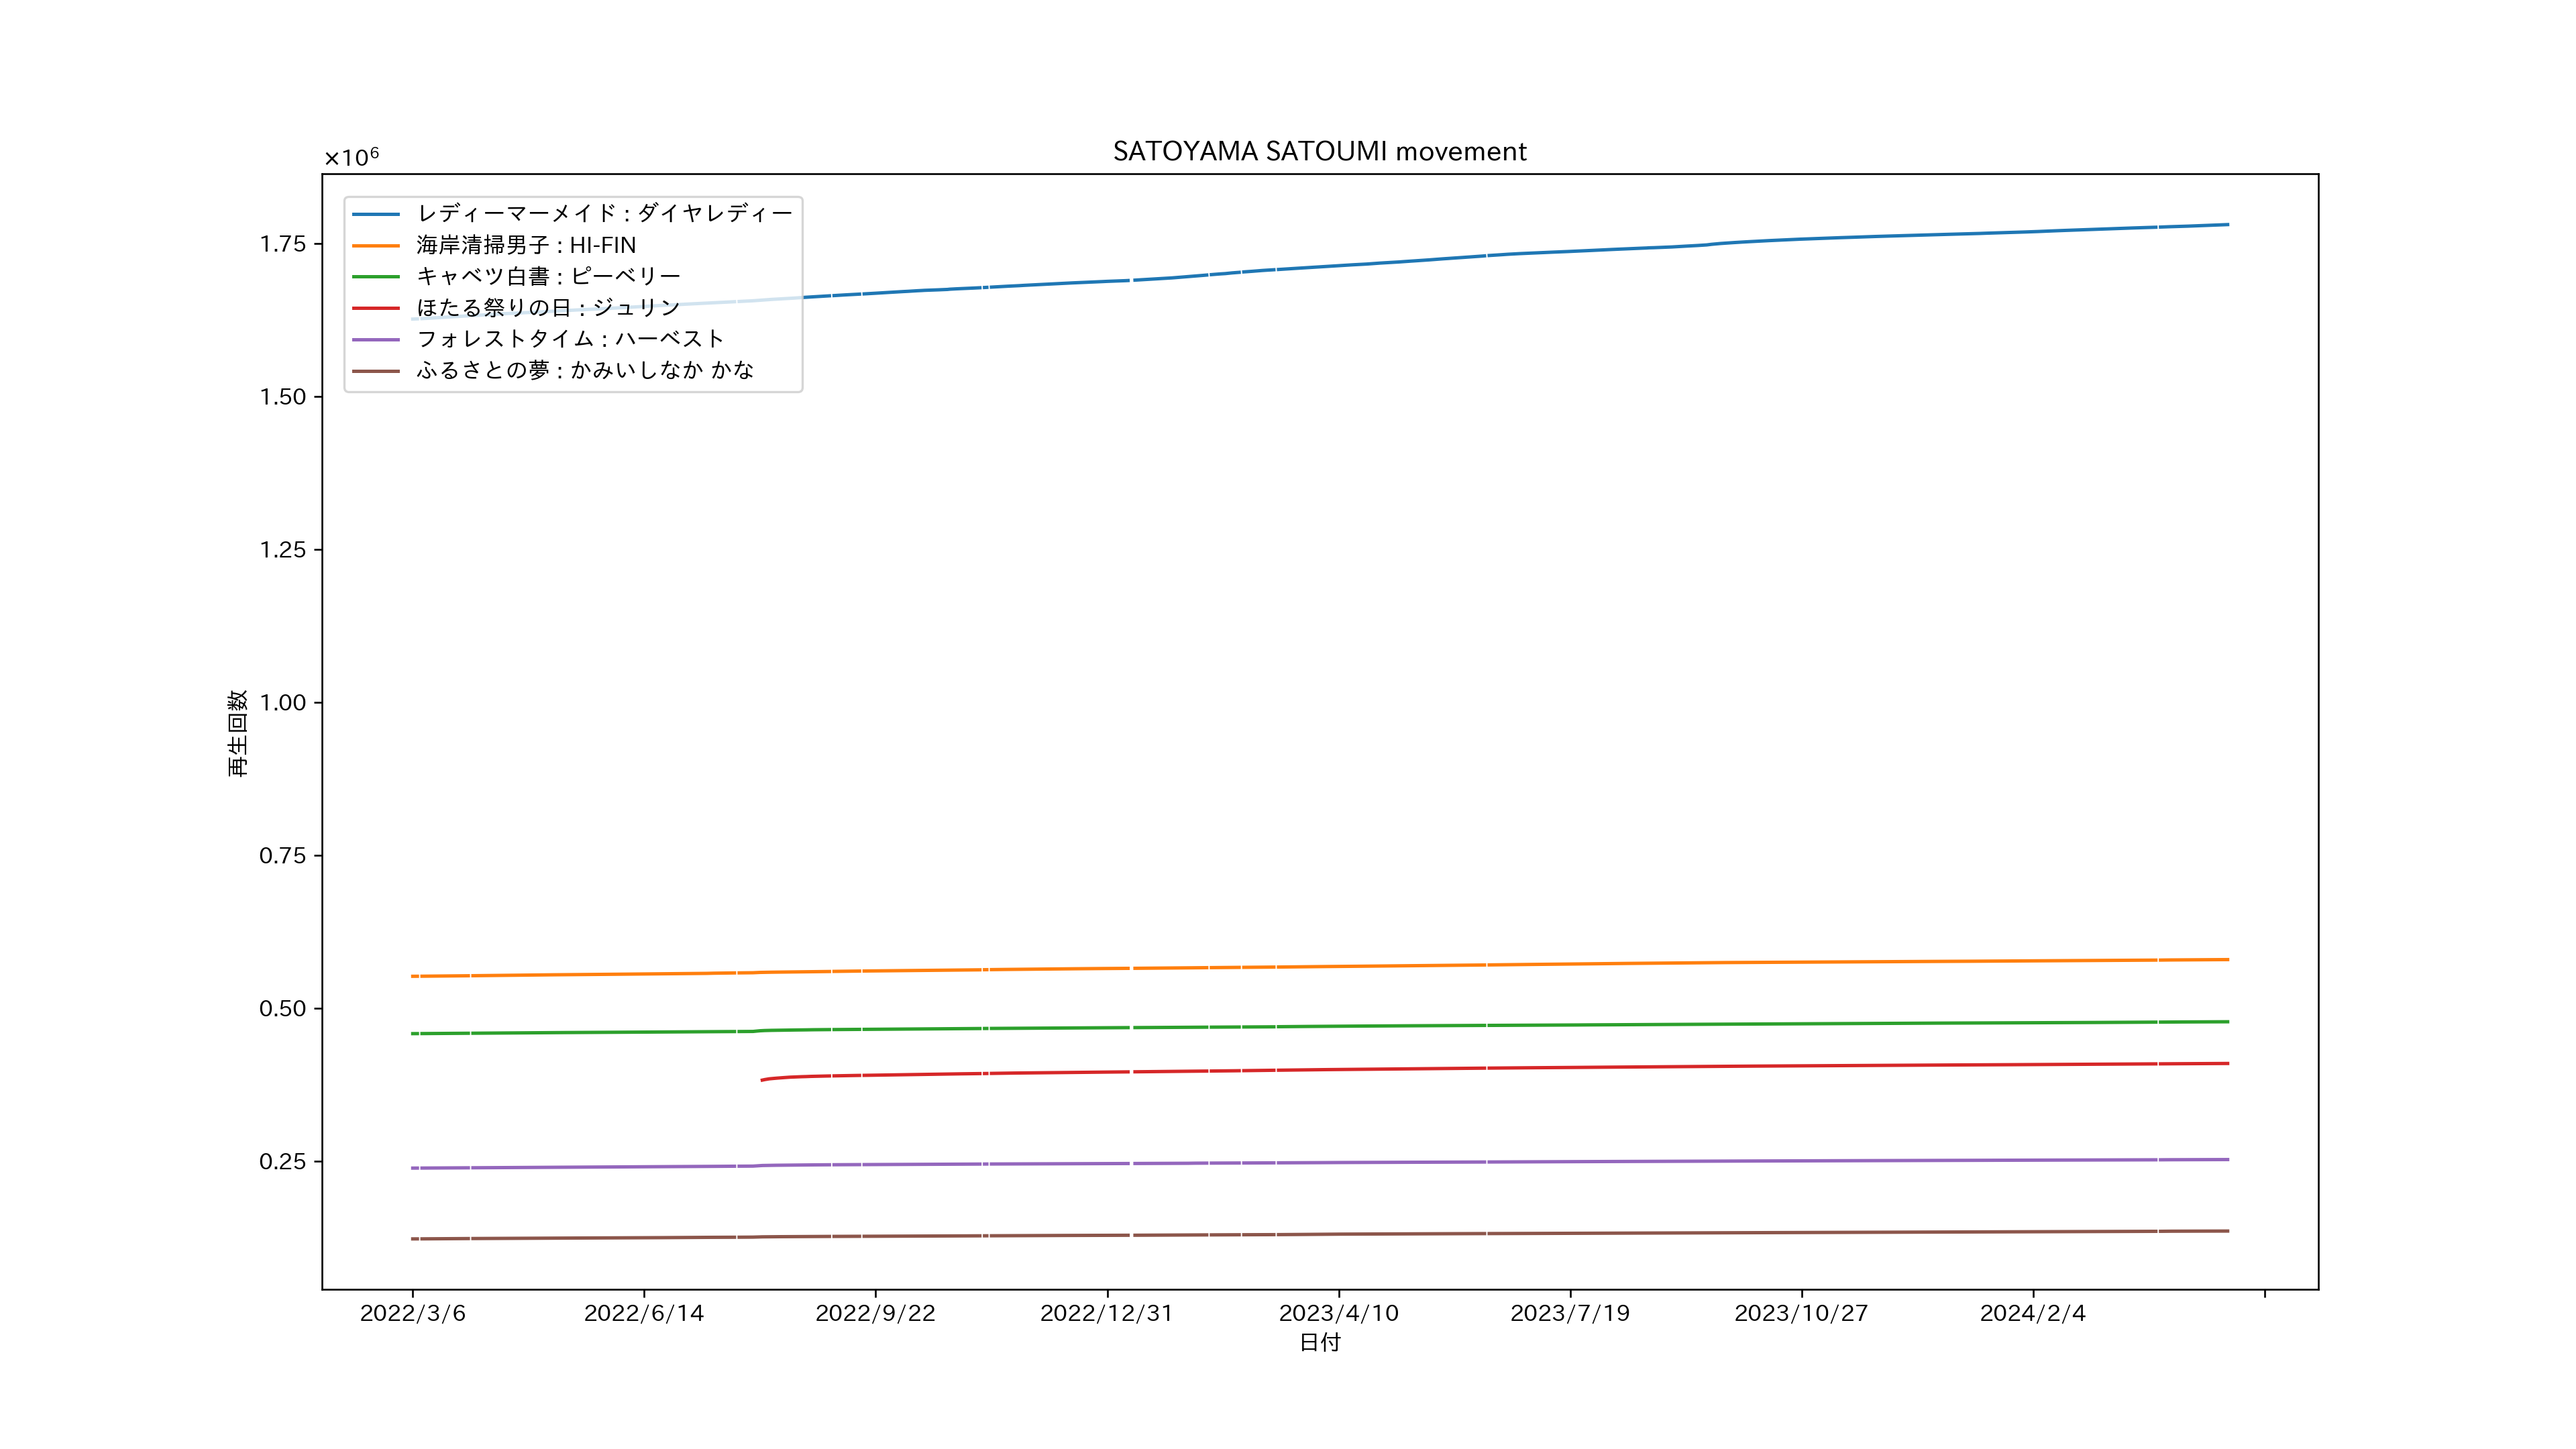 SATOYAMA SATOUMI movement
×10⁶
レディーマーメイド : ダイヤレディー
海岸清掃男子 : HI-FIN
キャベツ白書 : ピーベリー
ほたる祭りの日 : ジュリン
フォレストタイム : ハーベスト
ふるさとの夢 : かみいしなか かな
1.75
1.50
1.25
1.00
0.75
0.50
0.25
再生回数
2022/3/6 2022/6/14 2022/9/22 2022/12/31 2023/4/10 2023/7/19 2023/10/27 2024/2/4
日付